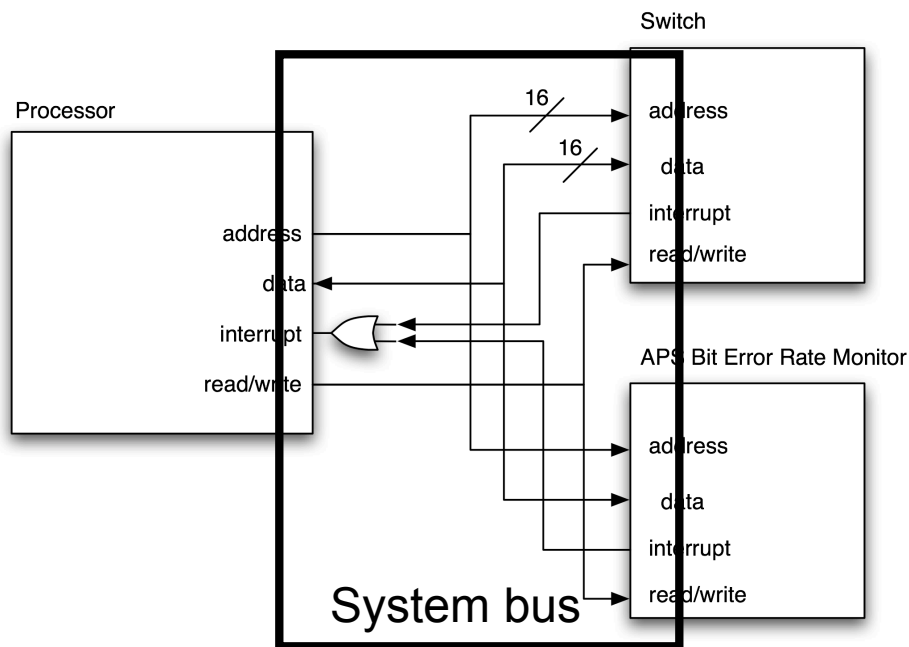 Switch
16
address
Processor
16
data
interrupt
address
read/write
data
interrupt
APS Bit Error Rate Monitor
read/write
address
data
interrupt
System bus
read/write